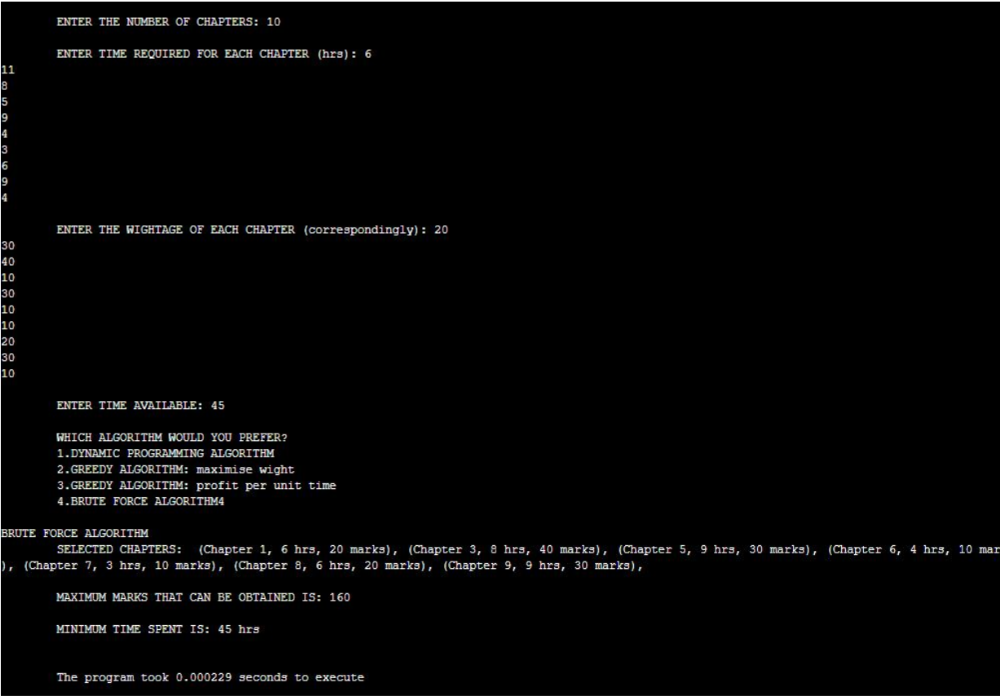 ENTER THE NUMBER OF CHAPTERS: 10
ENTER TIME REQUIRED FOR EACH CHAPTER (hrs): 6
11
8
5
9
4
3
6
9
4
ENTER THE WIGHTAGE OF EACH CHAPTER (correspondingly): 20
30
40
10
30
10
10
20
30
10
ENTER TIME AVAILABLE: 45
WHICH ALGORITHM WOULD YOU PREFER?
1.DYNAMIC PROGRAMMING ALGORITHM
2.GREEDY ALGORITHM: maximise wight
3.GREEDY ALGORITHM: profit per unit time
4.BRUTE FORCE ALGORITHM4
BRUTE FORCE ALGORITHM
SELECTED CHAPTERS:  (Chapter 1, 6 hrs, 20 marks), (Chapter 3, 8 hrs, 40 marks), (Chapter 5, 9 hrs, 30 marks), (Chapter 6, 4 hrs, 10 mar
), (Chapter 7, 3 hrs, 10 marks), (Chapter 8, 6 hrs, 20 marks), (Chapter 9, 9 hrs, 30 marks),
MAXIMUM MARKS THAT CAN BE OBTAINED IS: 160
MINIMUM TIME SPENT IS: 45 hrs
The program took 0.000229 seconds to execute